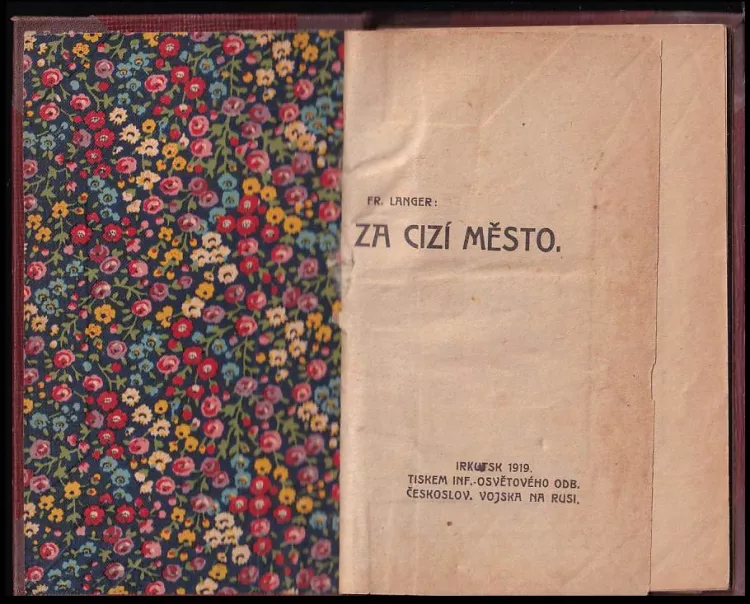 FR. LANGER:
ZA CIZÍ MĚSTO.
IRKUTSK 1919.
TISKEM INF.-OSVĚTOVÉHO ODB.
ČESKOSLOV. VOJSKA NA RUSI.